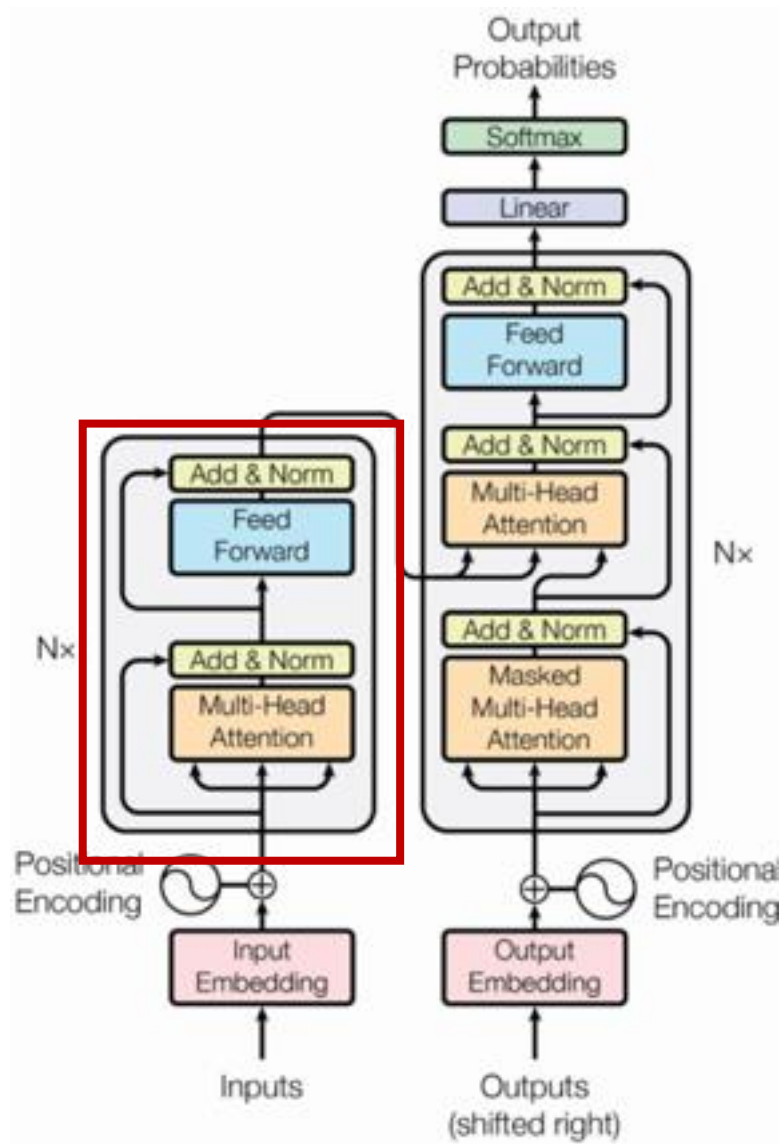 Output
Probabilities
Softmax
Linear
Add & Norm
Feed
Forward
Add & Norm
Multi-Head
Attention
Add & Norm
Masked
Multi-Head
Attention
N×
Add & Norm
Feed
Forward
Add & Norm
Multi-Head
Attention
N×
Positional
Encoding
Positional
Encoding
Input
Embedding
Output
Embedding
Inputs
Outputs
(shifted right)